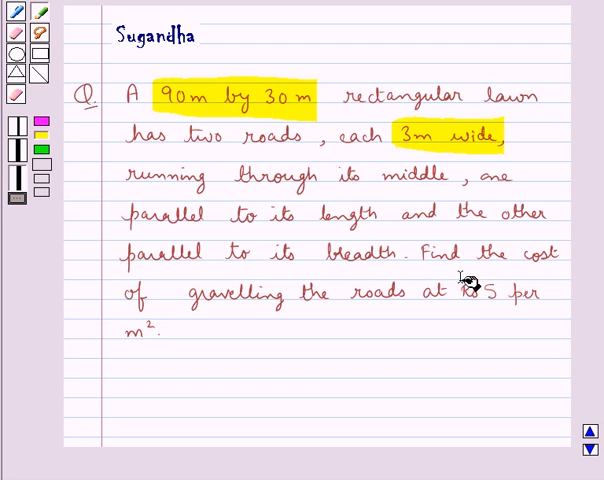 Sugandha
Q. A 90m by 30m rectangular lawn
has two roads, each 3m wide,
running through its middle, one
parallel to its length and the other
parallel to its breadth. Find the cost
of gravelling the roads at Rs 5 per
m².